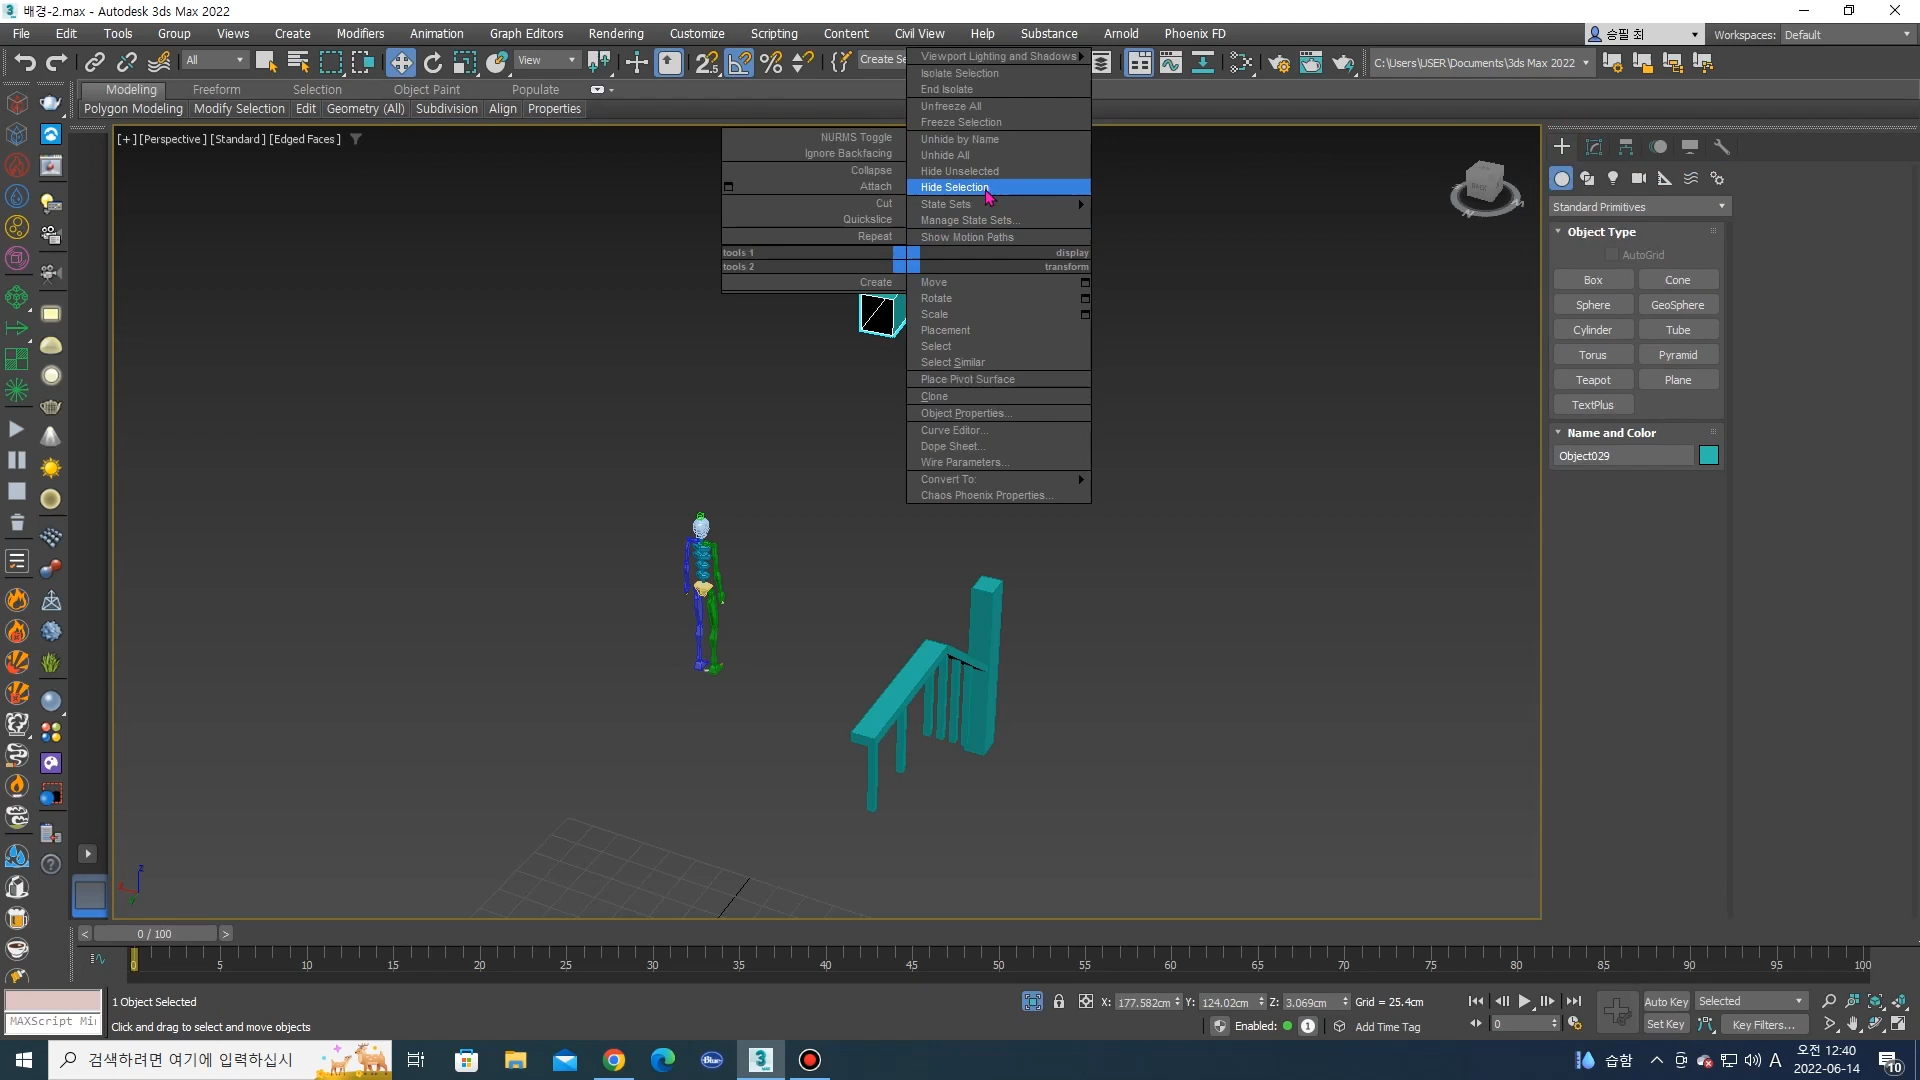 배경-2.max - Autodesk 3ds Max 2022
File Edit Tools Group Views Create Modifiers Animation Graph Editors Rendering Customize Scripting Content Civil View Help Substance Arnold Phoenix FD
승필 최 Workspaces: Default
All View Create Se C:\Users\USER\Documents\3ds Max 2022
Modeling Freeform Selection Object Paint Populate
Polygon Modeling Modify Selection Edit Geometry (All) Subdivision Align Properties
[+] [Perspective] [Standard] [Edged Faces]
NURMS Toggle
Ignore Backfacing
Collapse
Attach
Cut
Quickslice
Repeat
tools 1
tools 2
Create
Viewport Lighting and Shadows
Isolate Selection
End Isolate
Unfreeze All
Freeze Selection
Unhide by Name
Unhide All
Hide Unselected
Hide Selection
State Sets
Manage State Sets...
Show Motion Paths
display
transform
Move
Rotate
Scale
Placement
Select
Select Similar
Place Pivot Surface
Clone
Object Properties...
Curve Editor...
Dope Sheet...
Wire Parameters...
Convert To:
Chaos Phoenix Properties...
Standard Primitives
Object Type
AutoGrid
Box Cone
Sphere GeoSphere
Cylinder Tube
Torus Pyramid
Teapot Plane
TextPlus
Name and Color
Object029
< 0 / 100 >
0 5 10 15 20 25 30 35 40 45 50 55 60 65 70 75 80 85 90 95 100
1 Object Selected
X: 177.582cm Y: 124.02cm Z: 3.069cm Grid = 25.4cm
Auto Key Selected
MAXScript Mi
Click and drag to select and move objects
Enabled: 1 Add Time Tag
0
Set Key Key Filters...
검색하려면 여기에 입력하십시
Blue
습함
A
오전 12:40
2022-06-14
10